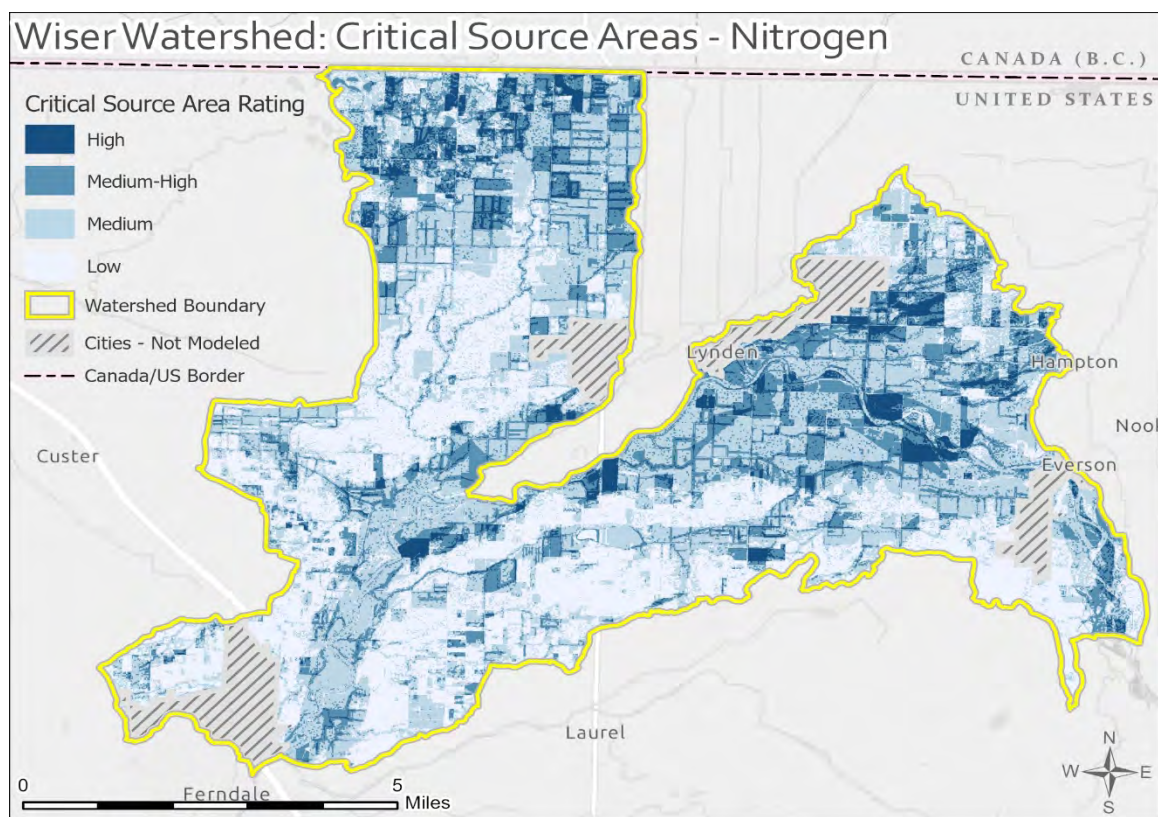 Wiser Watershed: Critical Source Areas - Nitrogen
CANADA (B.C.)
UNITED STATES
Critical Source Area Rating
High
Medium-High
Medium
Low
Watershed Boundary
Cities - Not Modeled
Canada/US Border
Lynden
Hampton
Nook
Custer
Everson
Laurel
N
W E
S
0 5
Miles
Ferndale